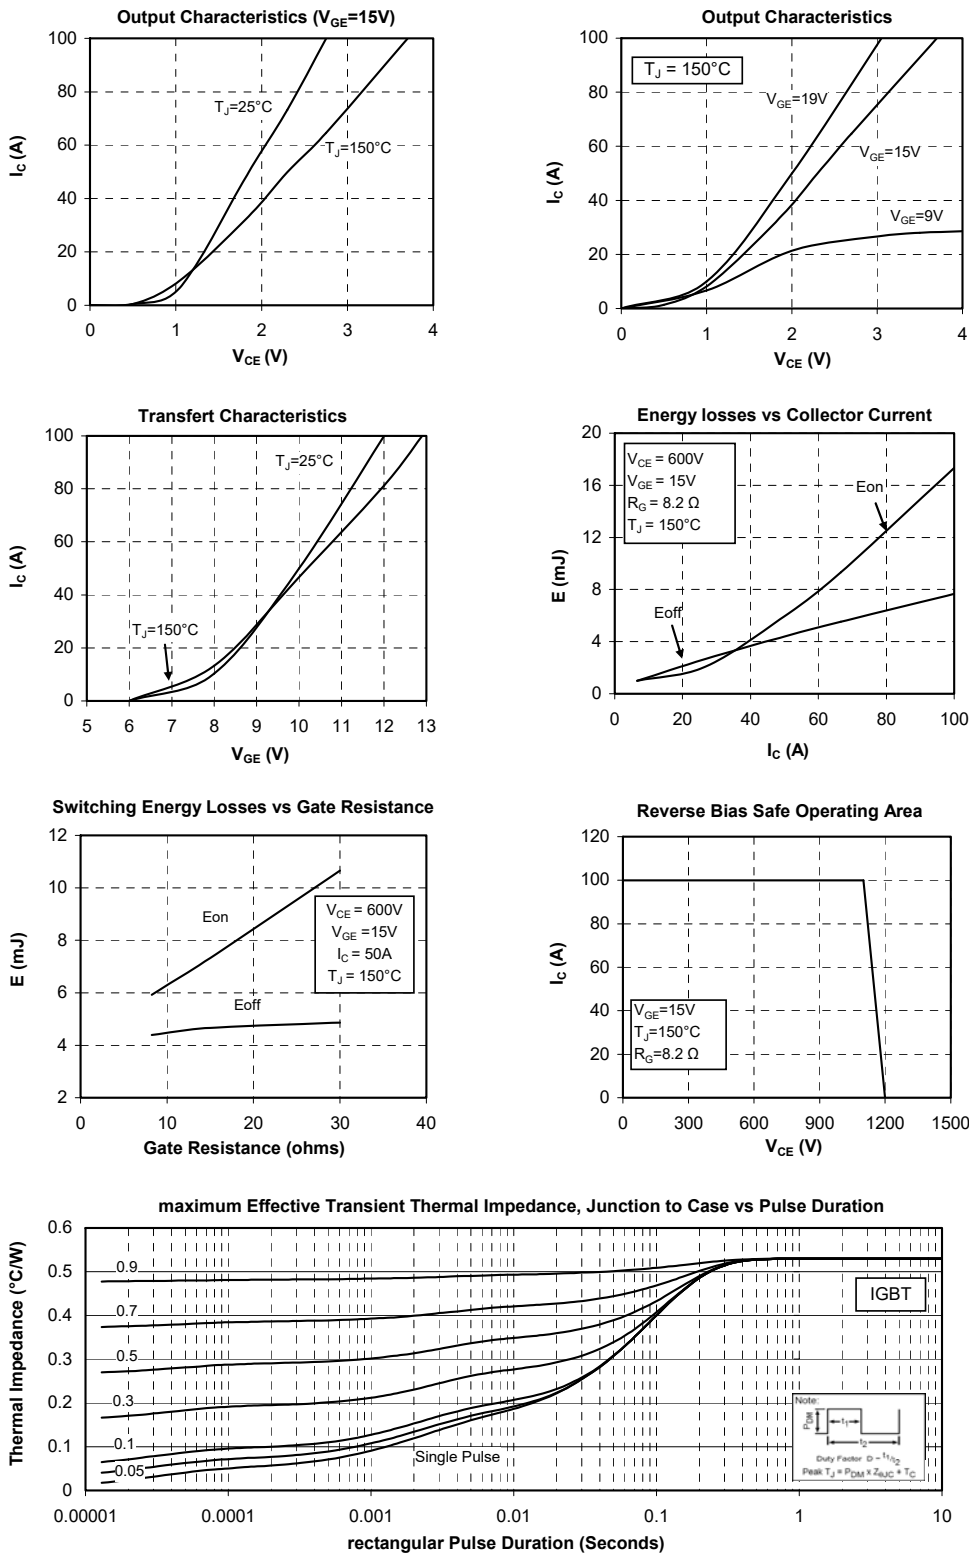 Output Characteristics (VGE=15V)
100
80
60
40
20
0
0 1 2 3 4
IC (A)
VCE (V)
TJ=25°C
TJ=150°C
Output Characteristics
100
80
60
40
20
0
0 1 2 3 4
IC (A)
VCE (V)
TJ = 150°C
VGE=19V
VGE=15V
VGE=9V
Transfert Characteristics
100
80
60
40
20
0
5 6 7 8 9 10 11 12 13
IC (A)
VGE (V)
TJ=25°C
TJ=150°C
Energy losses vs Collector Current
20
16
12
8
4
0
0 20 40 60 80 100
E (mJ)
IC (A)
VCE = 600V
VGE = 15V
RG = 8.2 Ω
TJ = 150°C
Eon
Eoff
Switching Energy Losses vs Gate Resistance
12
10
8
6
4
2
0 10 20 30 40
E (mJ)
Gate Resistance (ohms)
Eon
Eoff
VCE = 600V
VGE =15V
IC = 50A
TJ = 150°C
Reverse Bias Safe Operating Area
120
100
80
60
40
20
0
0 300 600 900 1200 1500
IC (A)
VCE (V)
VGE=15V
TJ=150°C
RG=8.2 Ω
maximum Effective Transient Thermal Impedance, Junction to Case vs Pulse Duration
0.6
0.5
0.4
0.3
0.2
0.1
0
0.00001 0.0001 0.001 0.01 0.1 1 10
Thermal Impedance (°C/W)
rectangular Pulse Duration (Seconds)
0.9
0.7
0.5
0.3
0.1
0.05
Single Pulse
IGBT
Note:
PDM
t1
t2
Duty Factor D = t1/t2
Peak TJ = PDM x ZθJC + TC